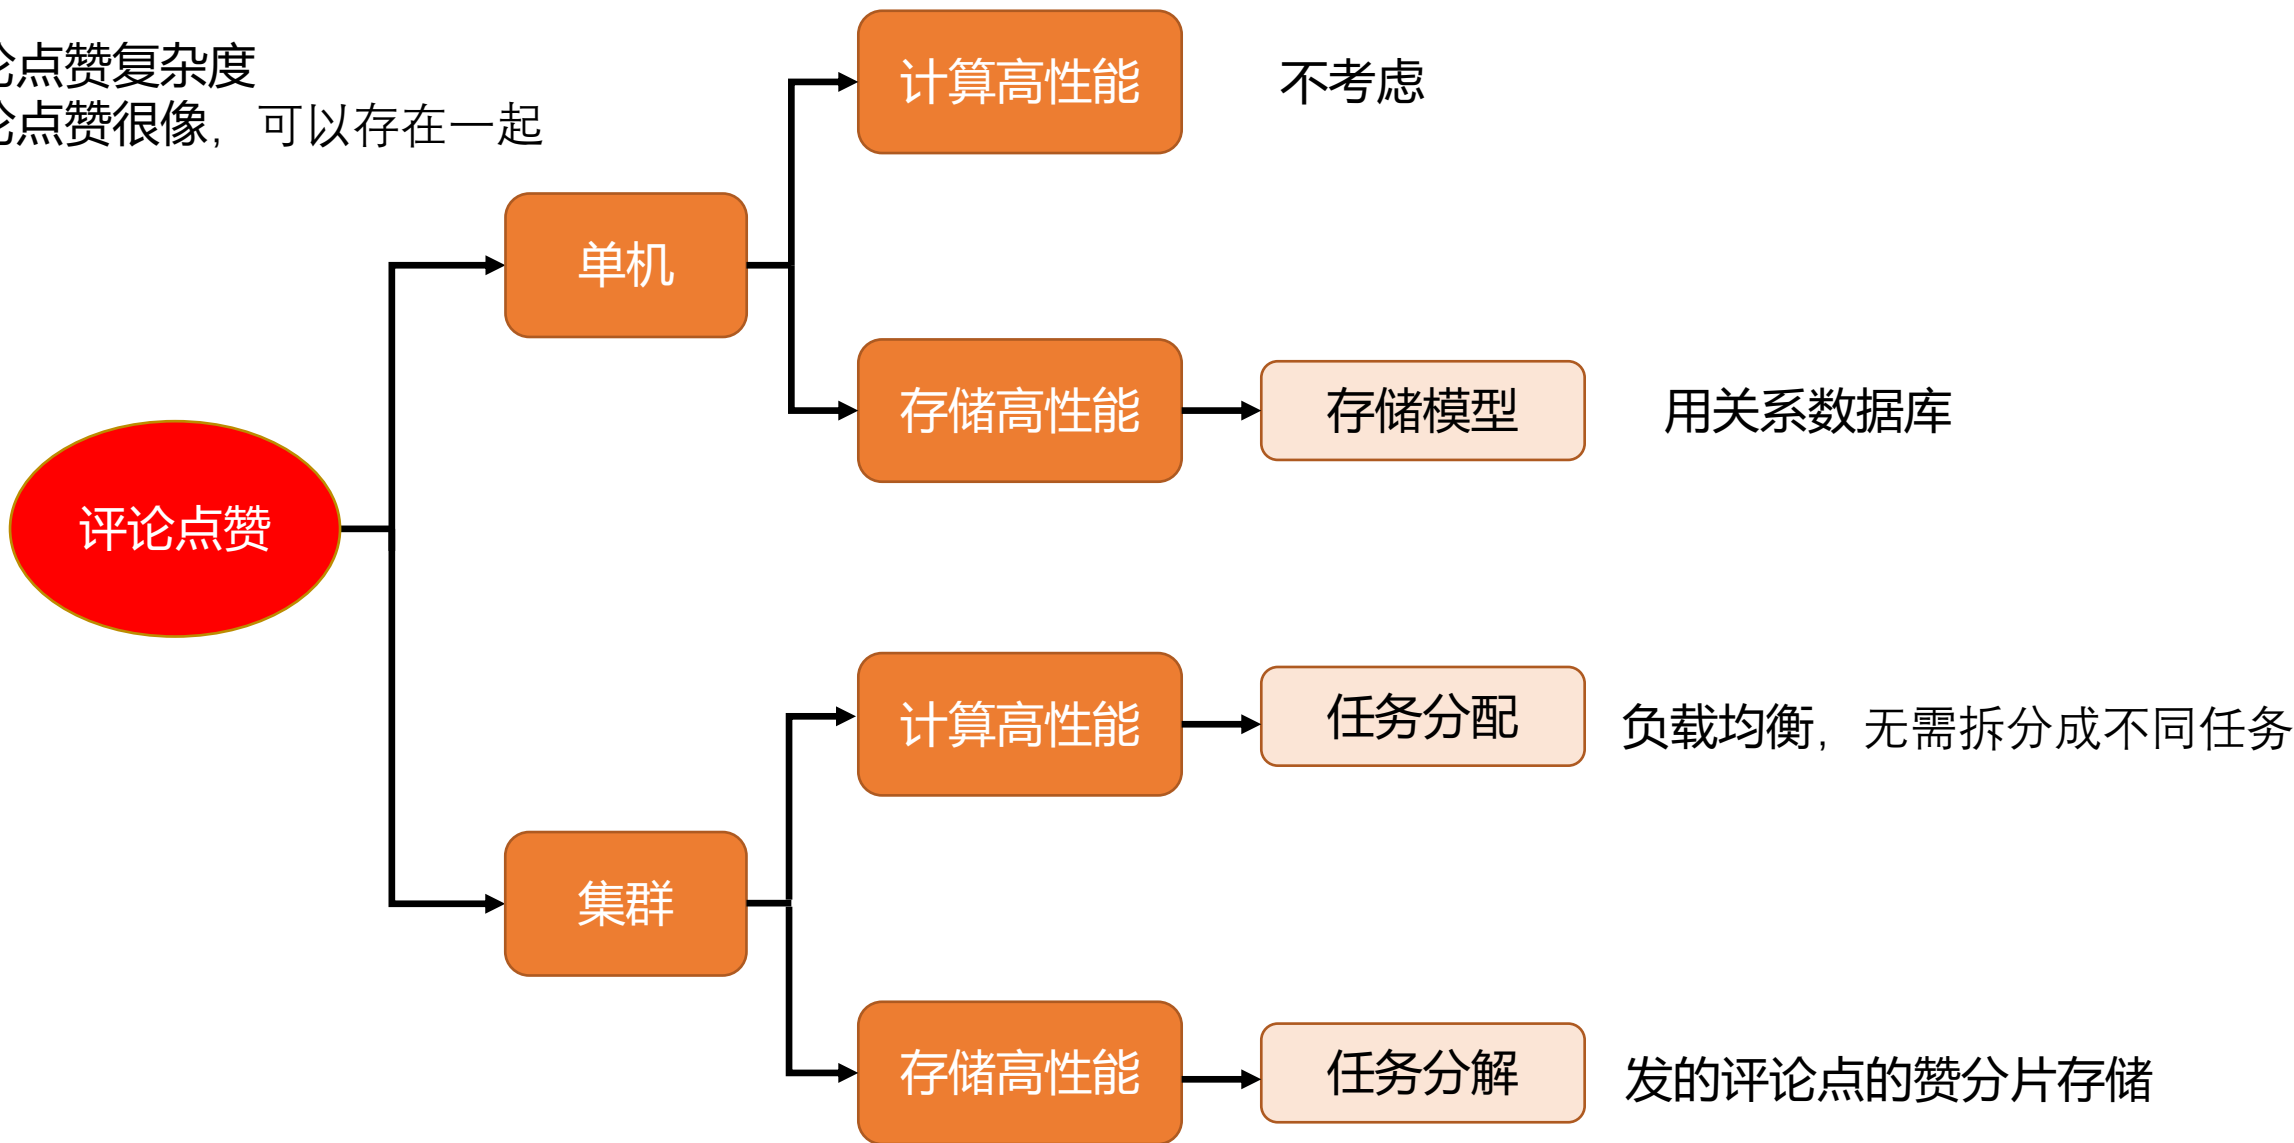 论点赞复杂度
论点赞很像，可以存在一起
计算高性能
不考虑
单机
存储高性能
存储模型
用关系数据库
评论点赞
计算高性能
任务分配
负载均衡，无需拆分成不同任务
集群
存储高性能
任务分解
发的评论点的赞分片存储